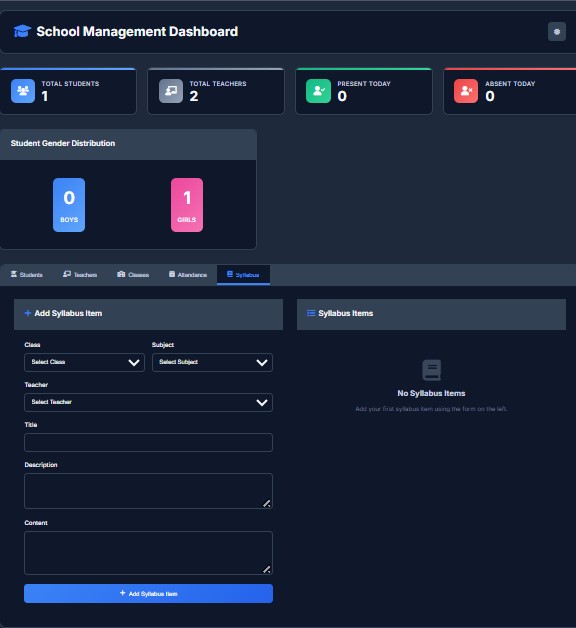 School Management Dashboard
TOTAL STUDENTS
1
TOTAL TEACHERS
2
PRESENT TODAY
0
ABSENT TODAY
0
Student Gender Distribution
0
BOYS
1
GIRLS
Students Teachers Classes Attendance Syllabus
Add Syllabus Item
Class Subject
Select Class Select Subject
Teacher
Select Teacher
Title
Description
Content
Add Syllabus Item
Syllabus Items
No Syllabus Items
Add your first syllabus item using the form on the left.